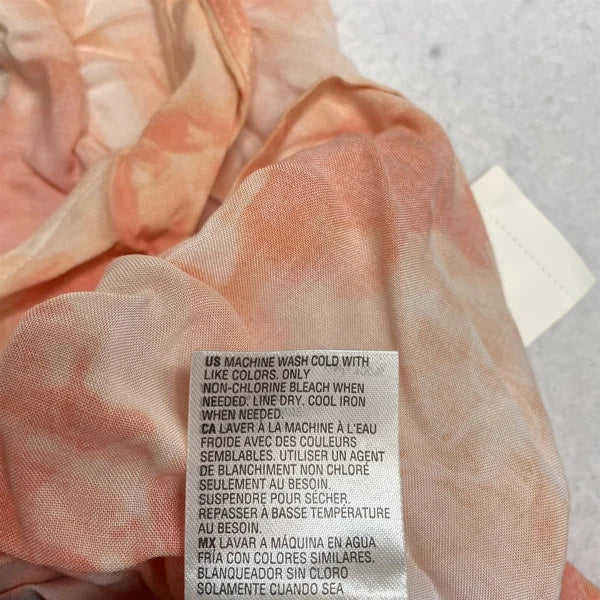 US MACHINE WASH COLD WITH
LIKE COLORS. ONLY
NON-CHLORINE BLEACH WHEN
NEEDED. LINE DRY. COOL IRON
WHEN NEEDED.
CA LAVER À LA MACHINE À L'EAU
FROIDE AVEC DES COULEURS
SEMBLABLES. UTILISER UN AGENT
DE BLANCHIMENT NON CHLORÉ
SEULEMENT AU BESOIN.
SUSPENDRE POUR SÉCHER.
REPASSER À BASSE TEMPÉRATURE
AU BESOIN.
MX LAVAR A MÁQUINA EN AGUA
FRÍA CON COLORES SIMILARES.
BLANQUEADOR SIN CLORO
SOLAMENTE CUANDO SEA